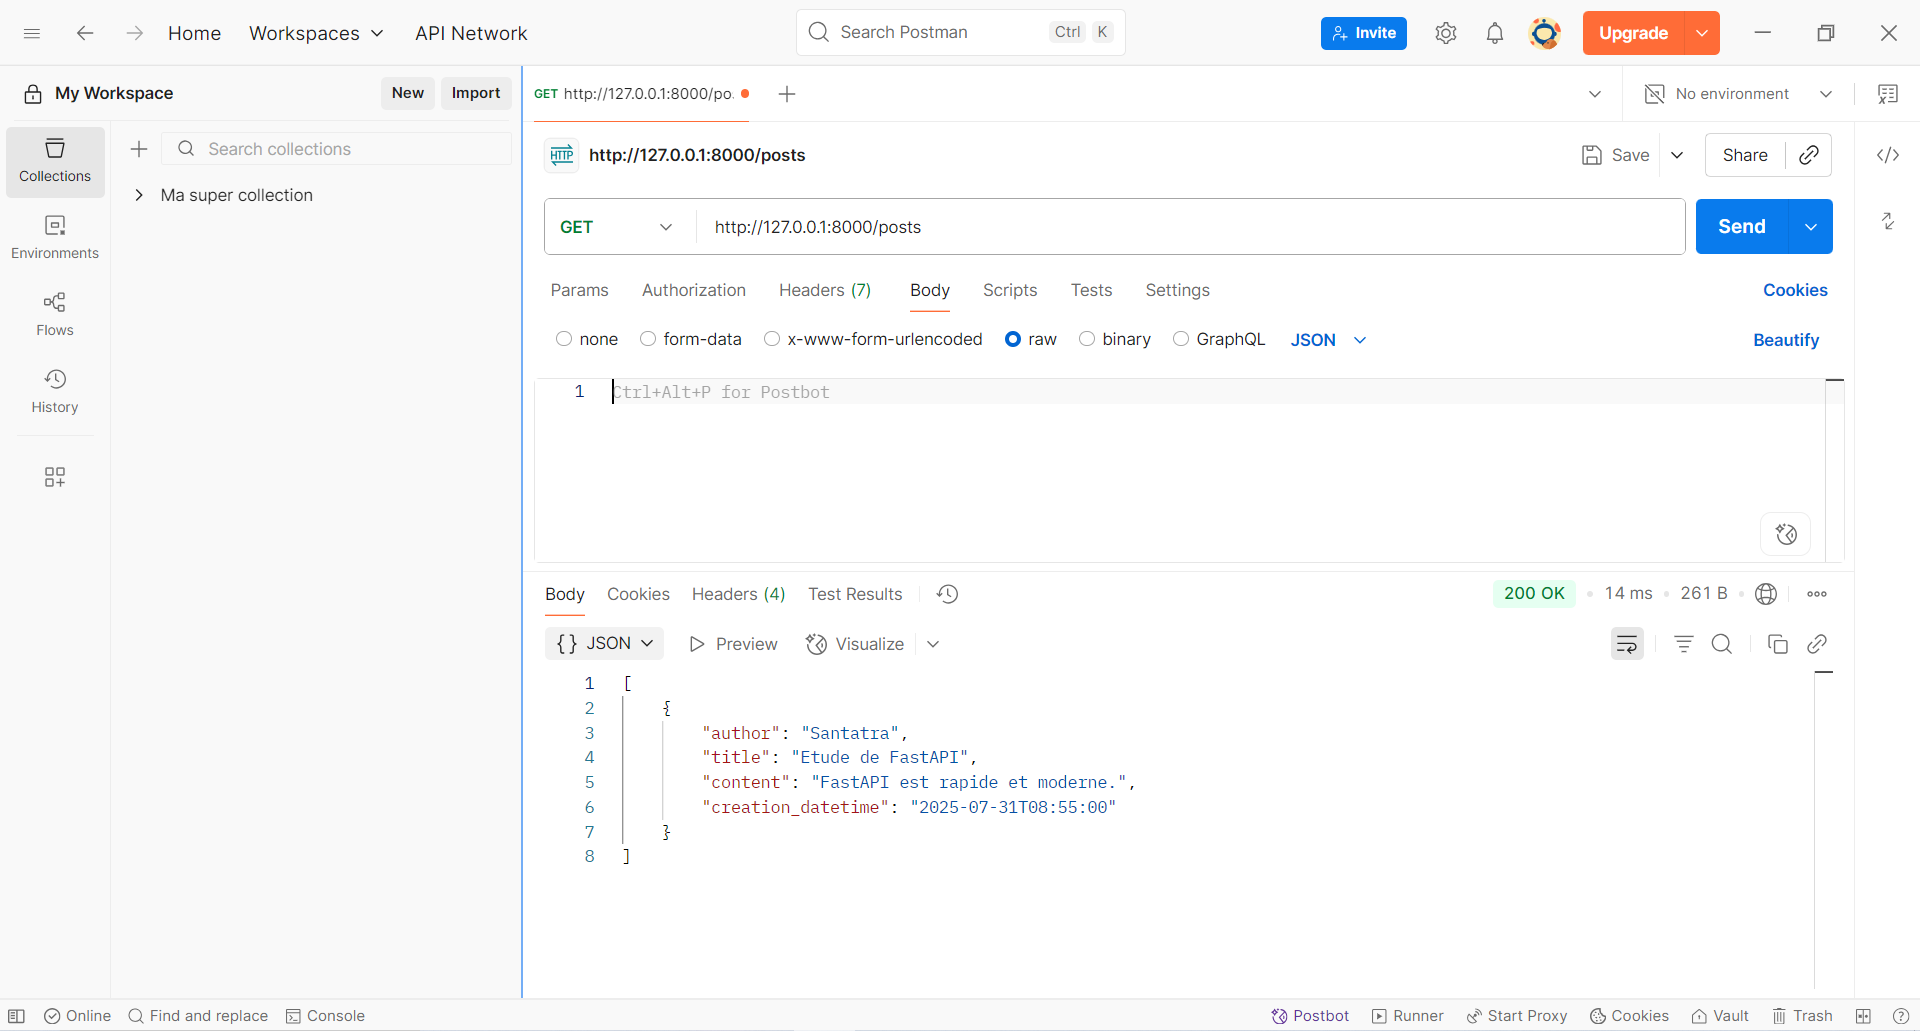 Home Workspaces API Network Search Postman Ctrl K Invite Upgrade
My Workspace New Import GET http://127.0.0.1:8000/po. No environment
Collections
Search collections
Ma super collection
Environments
Flows
History
HTTP http://127.0.0.1:8000/posts Save Share
GET http://127.0.0.1:8000/posts Send
Params Authorization Headers (7) Body Scripts Tests Settings Cookies
none form-data x-www-form-urlencoded raw binary GraphQL JSON Beautify
1 Ctrl+Alt+P for Postbot
Body Cookies Headers (4) Test Results 200 OK 14 ms 261 B
{} JSON Preview Visualize
1 [
2 {
3 "author": "Santatra",
4 "title": "Etude de FastAPI",
5 "content": "FastAPI est rapide et moderne.",
6 "creation_datetime": "2025-07-31T08:55:00"
7 }
8 ]
Online Find and replace Console Postbot Runner Start Proxy Cookies Vault Trash